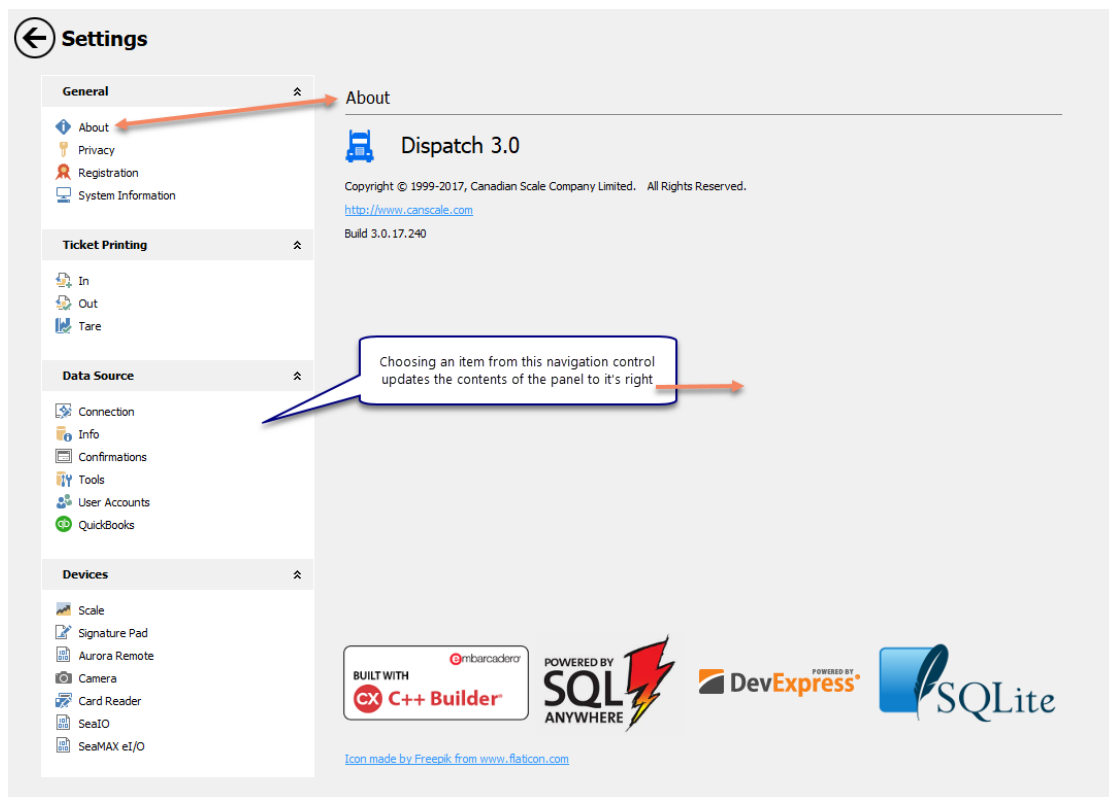 Settings
General
About
Privacy
Registration
System Information
Ticket Printing
In
Out
Tare
Data Source
Connection
Info
Confirmations
Tools
User Accounts
QuickBooks
Devices
Scale
Signature Pad
Aurora Remote
Camera
Card Reader
SeaIO
SeaMAX eI/O
About
Dispatch 3.0
Copyright © 1999-2017, Canadian Scale Company Limited. All Rights Reserved.
http://www.canscale.com
Build 3.0.17.240
Choosing an item from this navigation control
updates the contents of the panel to it's right
embarcadero
BUILT WITH
CX C++ Builder
POWERED BY
SQL
ANYWHERE
POWERED BY
DevExpress
SQLite
Icon made by Freepik from www.flaticon.com